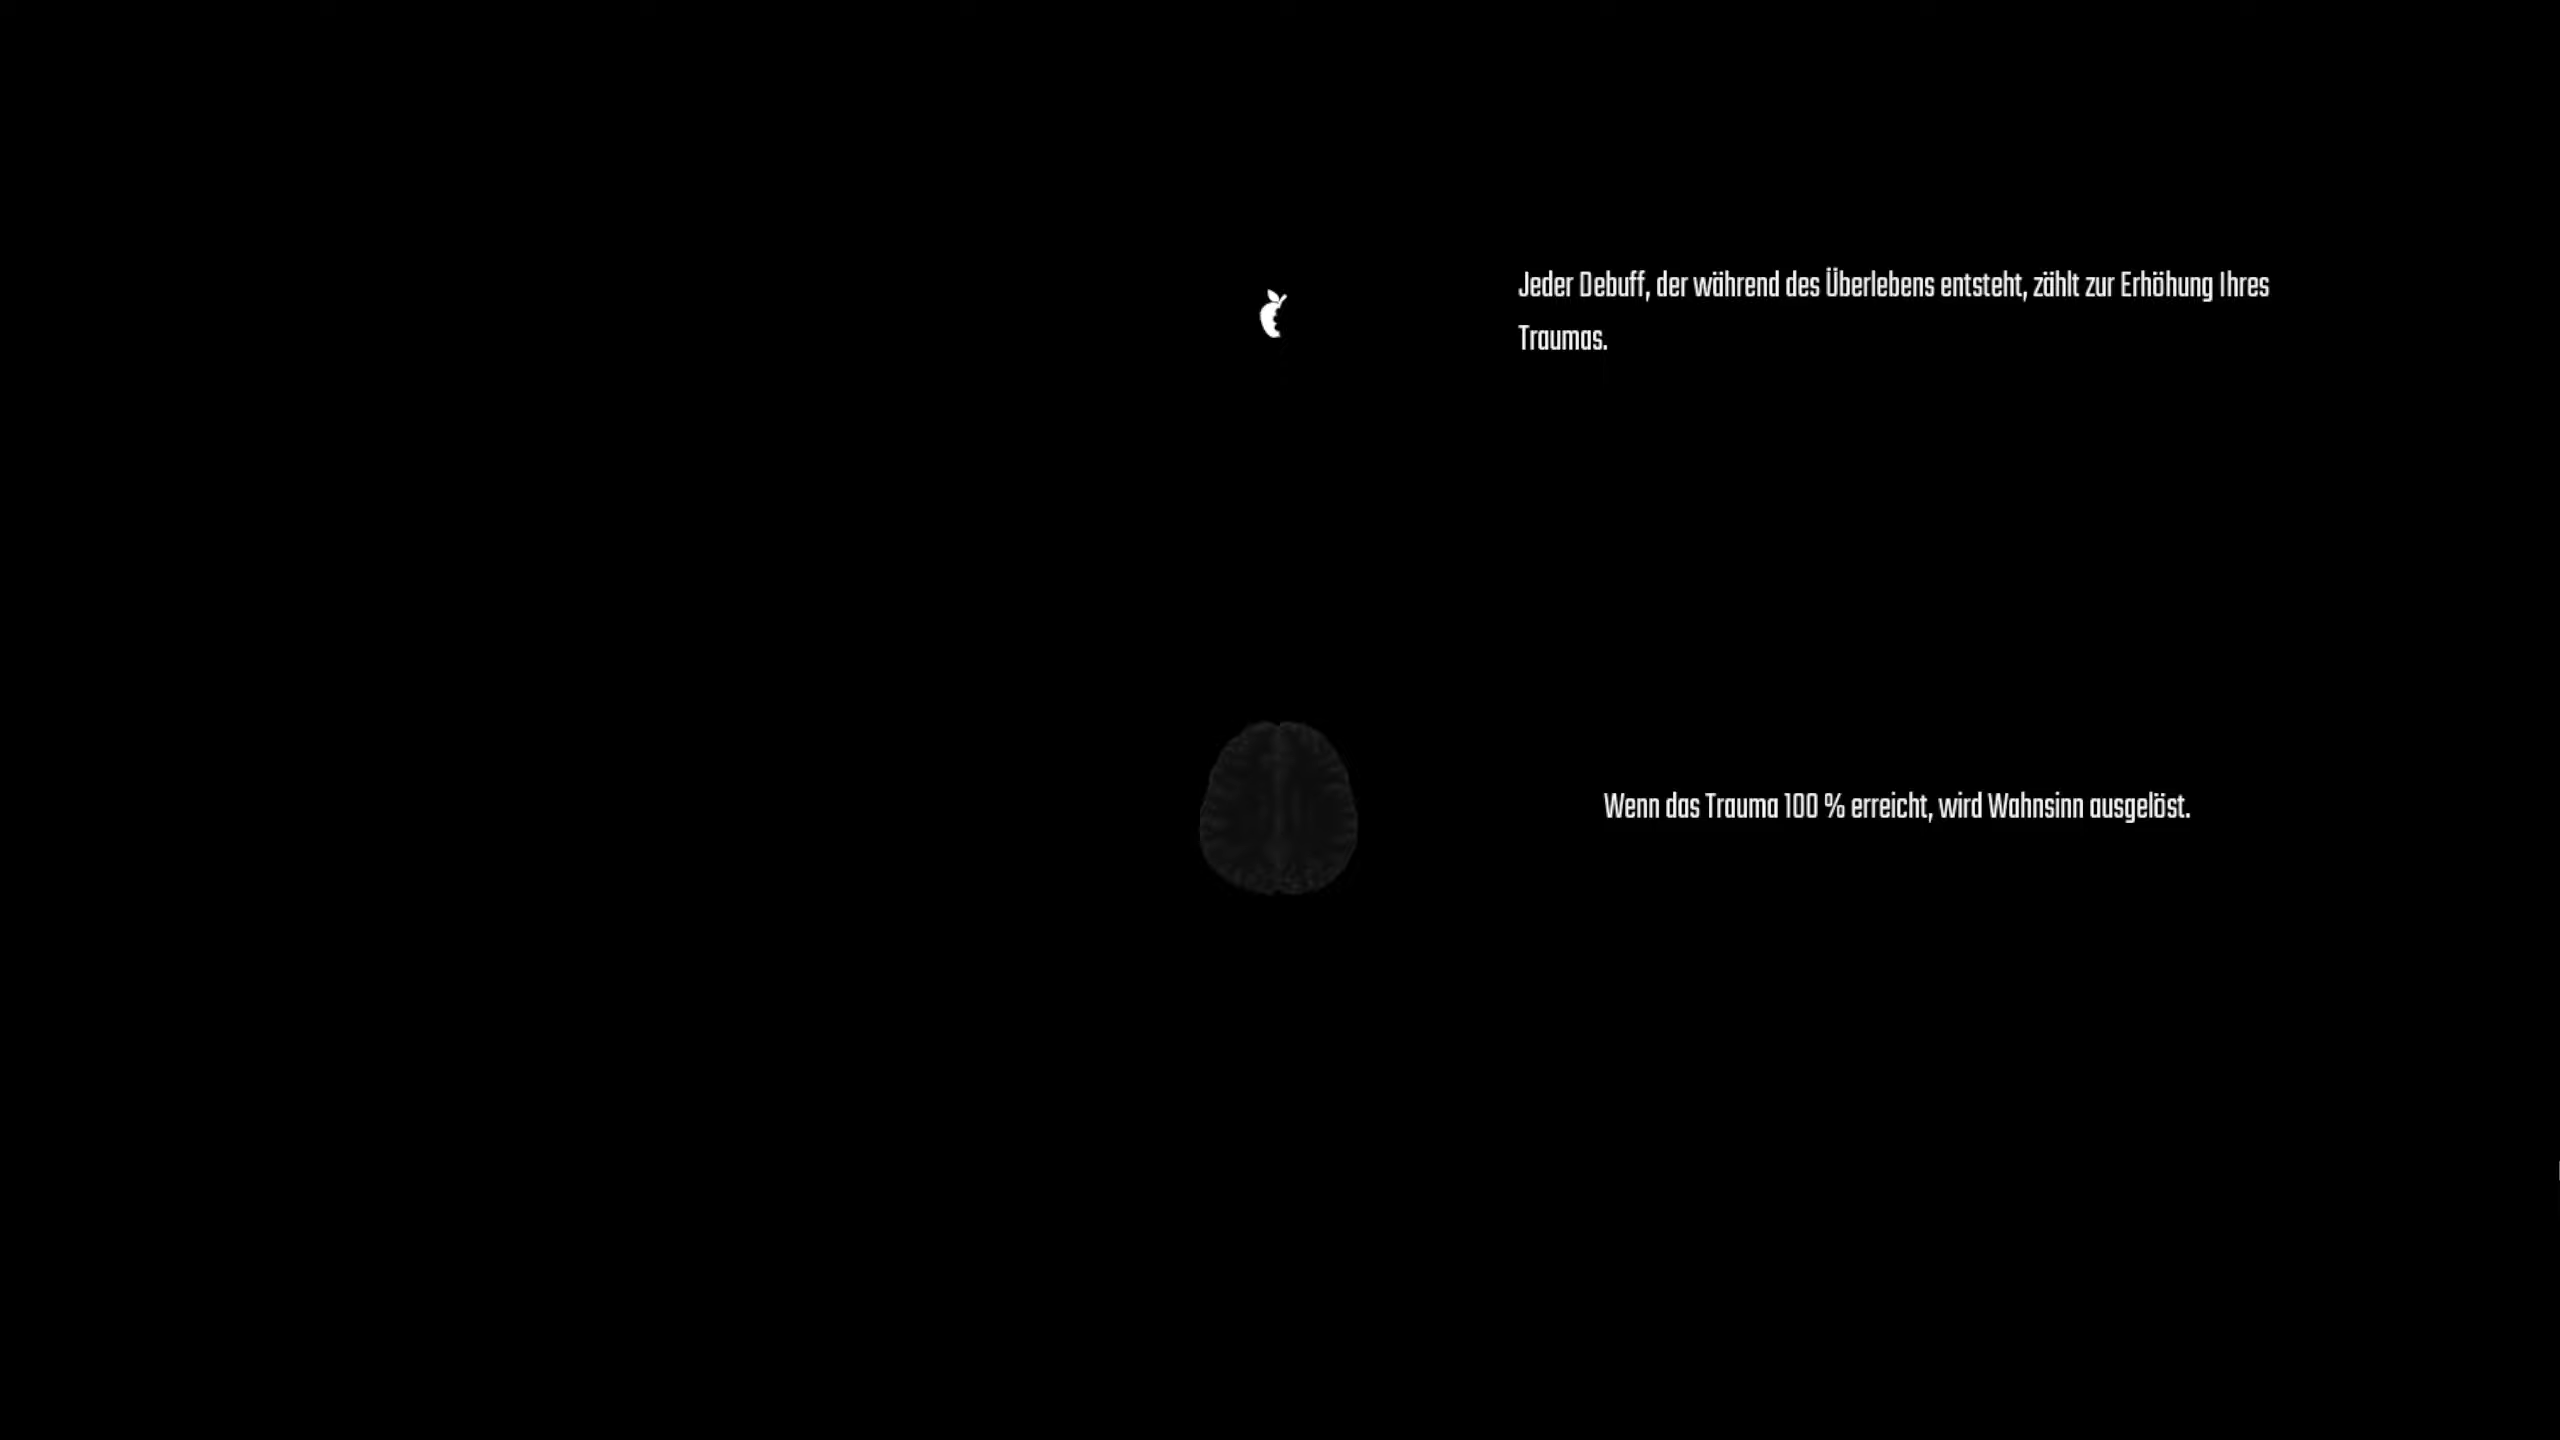 Jeder Debuff, der während des Überlebens entsteht, zählt zur Erhöhung Ihres
Traumas.
Wenn das Trauma 100 % erreicht, wird Wahnsinn ausgelöst.